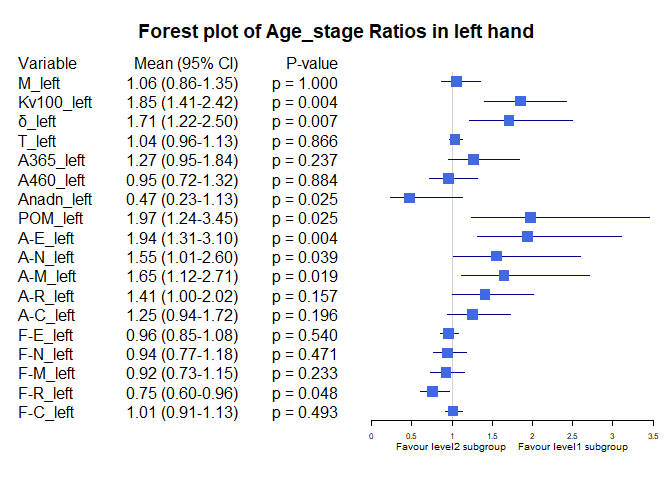 Forest plot of Age_stage Ratios in left hand
Variable Mean (95% CI) P-value
M_left 1.06 (0.86-1.35) p = 1.000
Kv100_left 1.85 (1.41-2.42) p = 0.004
δ_left 1.71 (1.22-2.50) p = 0.007
T_left 1.04 (0.96-1.13) p = 0.866
A365_left 1.27 (0.95-1.84) p = 0.237
A460_left 0.95 (0.72-1.32) p = 0.884
Anadn_left 0.47 (0.23-1.13) p = 0.025
POM_left 1.97 (1.24-3.45) p = 0.025
A-E_left 1.94 (1.31-3.10) p = 0.004
A-N_left 1.55 (1.01-2.60) p = 0.039
A-M_left 1.65 (1.12-2.71) p = 0.019
A-R_left 1.41 (1.00-2.02) p = 0.157
A-C_left 1.25 (0.94-1.72) p = 0.196
F-E_left 0.96 (0.85-1.08) p = 0.540
F-N_left 0.94 (0.77-1.18) p = 0.471
F-M_left 0.92 (0.73-1.15) p = 0.233
F-R_left 0.75 (0.60-0.96) p = 0.048
F-C_left 1.01 (0.91-1.13) p = 0.493
0 0.5 1 1.5 2 2.5 3 3.5
Favour level2 subgroup Favour level1 subgroup